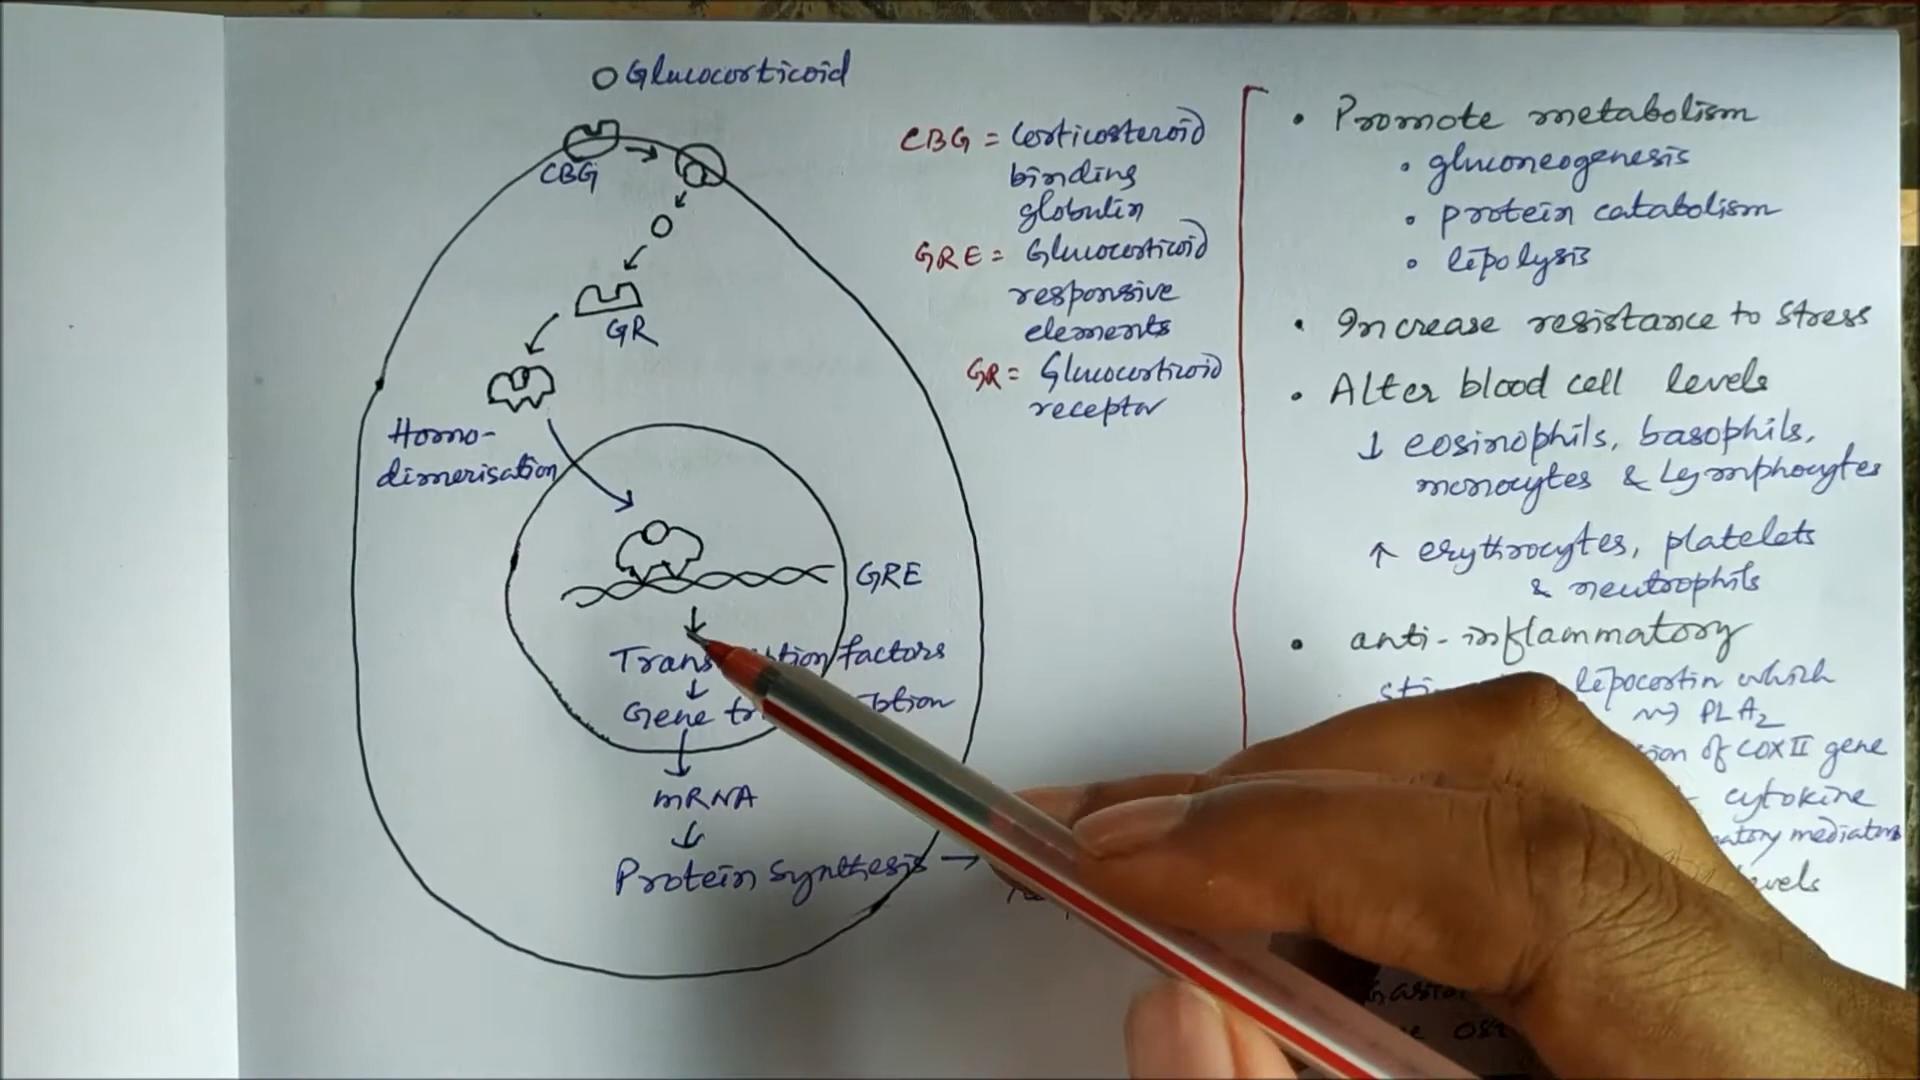 Glucocorticoid
CBG
GR
Homo-
dimerisation
GRE
factors
Gene
mRNA
Protein synthesis
CBG = Corticosteroid
binding
globulin
GRE = Glucocorticoid
responsive
elements
GR = Glucocorticoid
receptor
• Promote metabolism
• gluconeogenesis
• protein catabolism
• lipolysis
• Increase resistance to stress
• Alter blood cell levels
↓ eosinophils, basophils,
monocytes & Lymphocytes
↑ erythrocytes, platelets
& neutrophils
• anti-inflammatory
lipocortin which
PLA2
of COX II gene
cytokine
mediators
levels